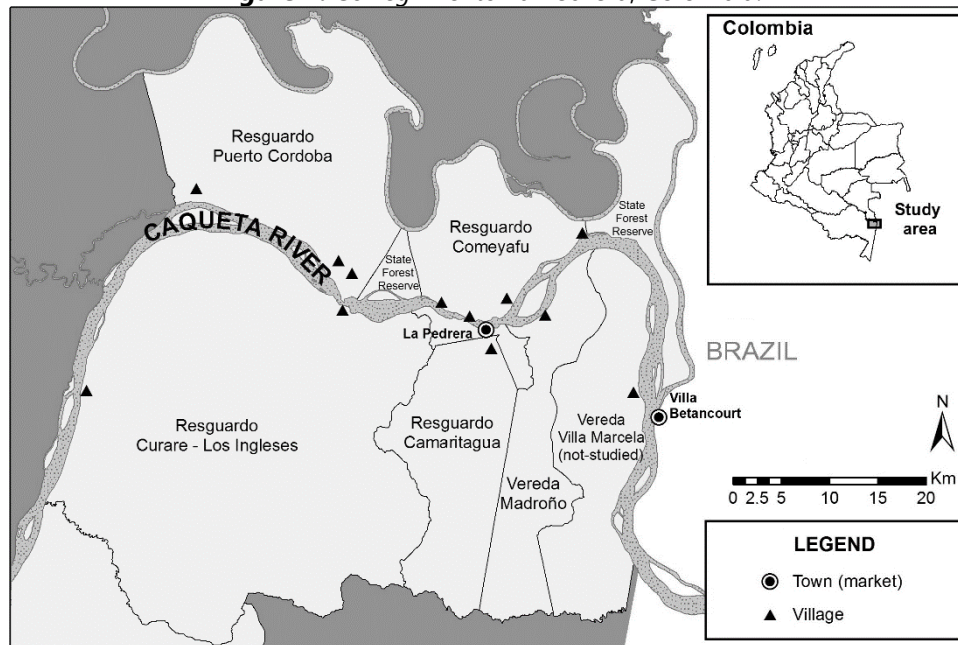 Colombia
Study
area
Resguardo
Puerto Cordoba
CAQUETA RIVER
State
Forest
Reserve
Resguardo
Comeyafu
State
Forest
Reserve
La Pedrera
BRAZIL
Villa
Betancourt
Resguardo
Curare - Los Ingleses
Resguardo
Camaritagua
Vereda
Madroño
Vereda
Villa Marcela
(not-studied)
N
Km
0 2.5 5 10 15 20
LEGEND
Town (market)
Village